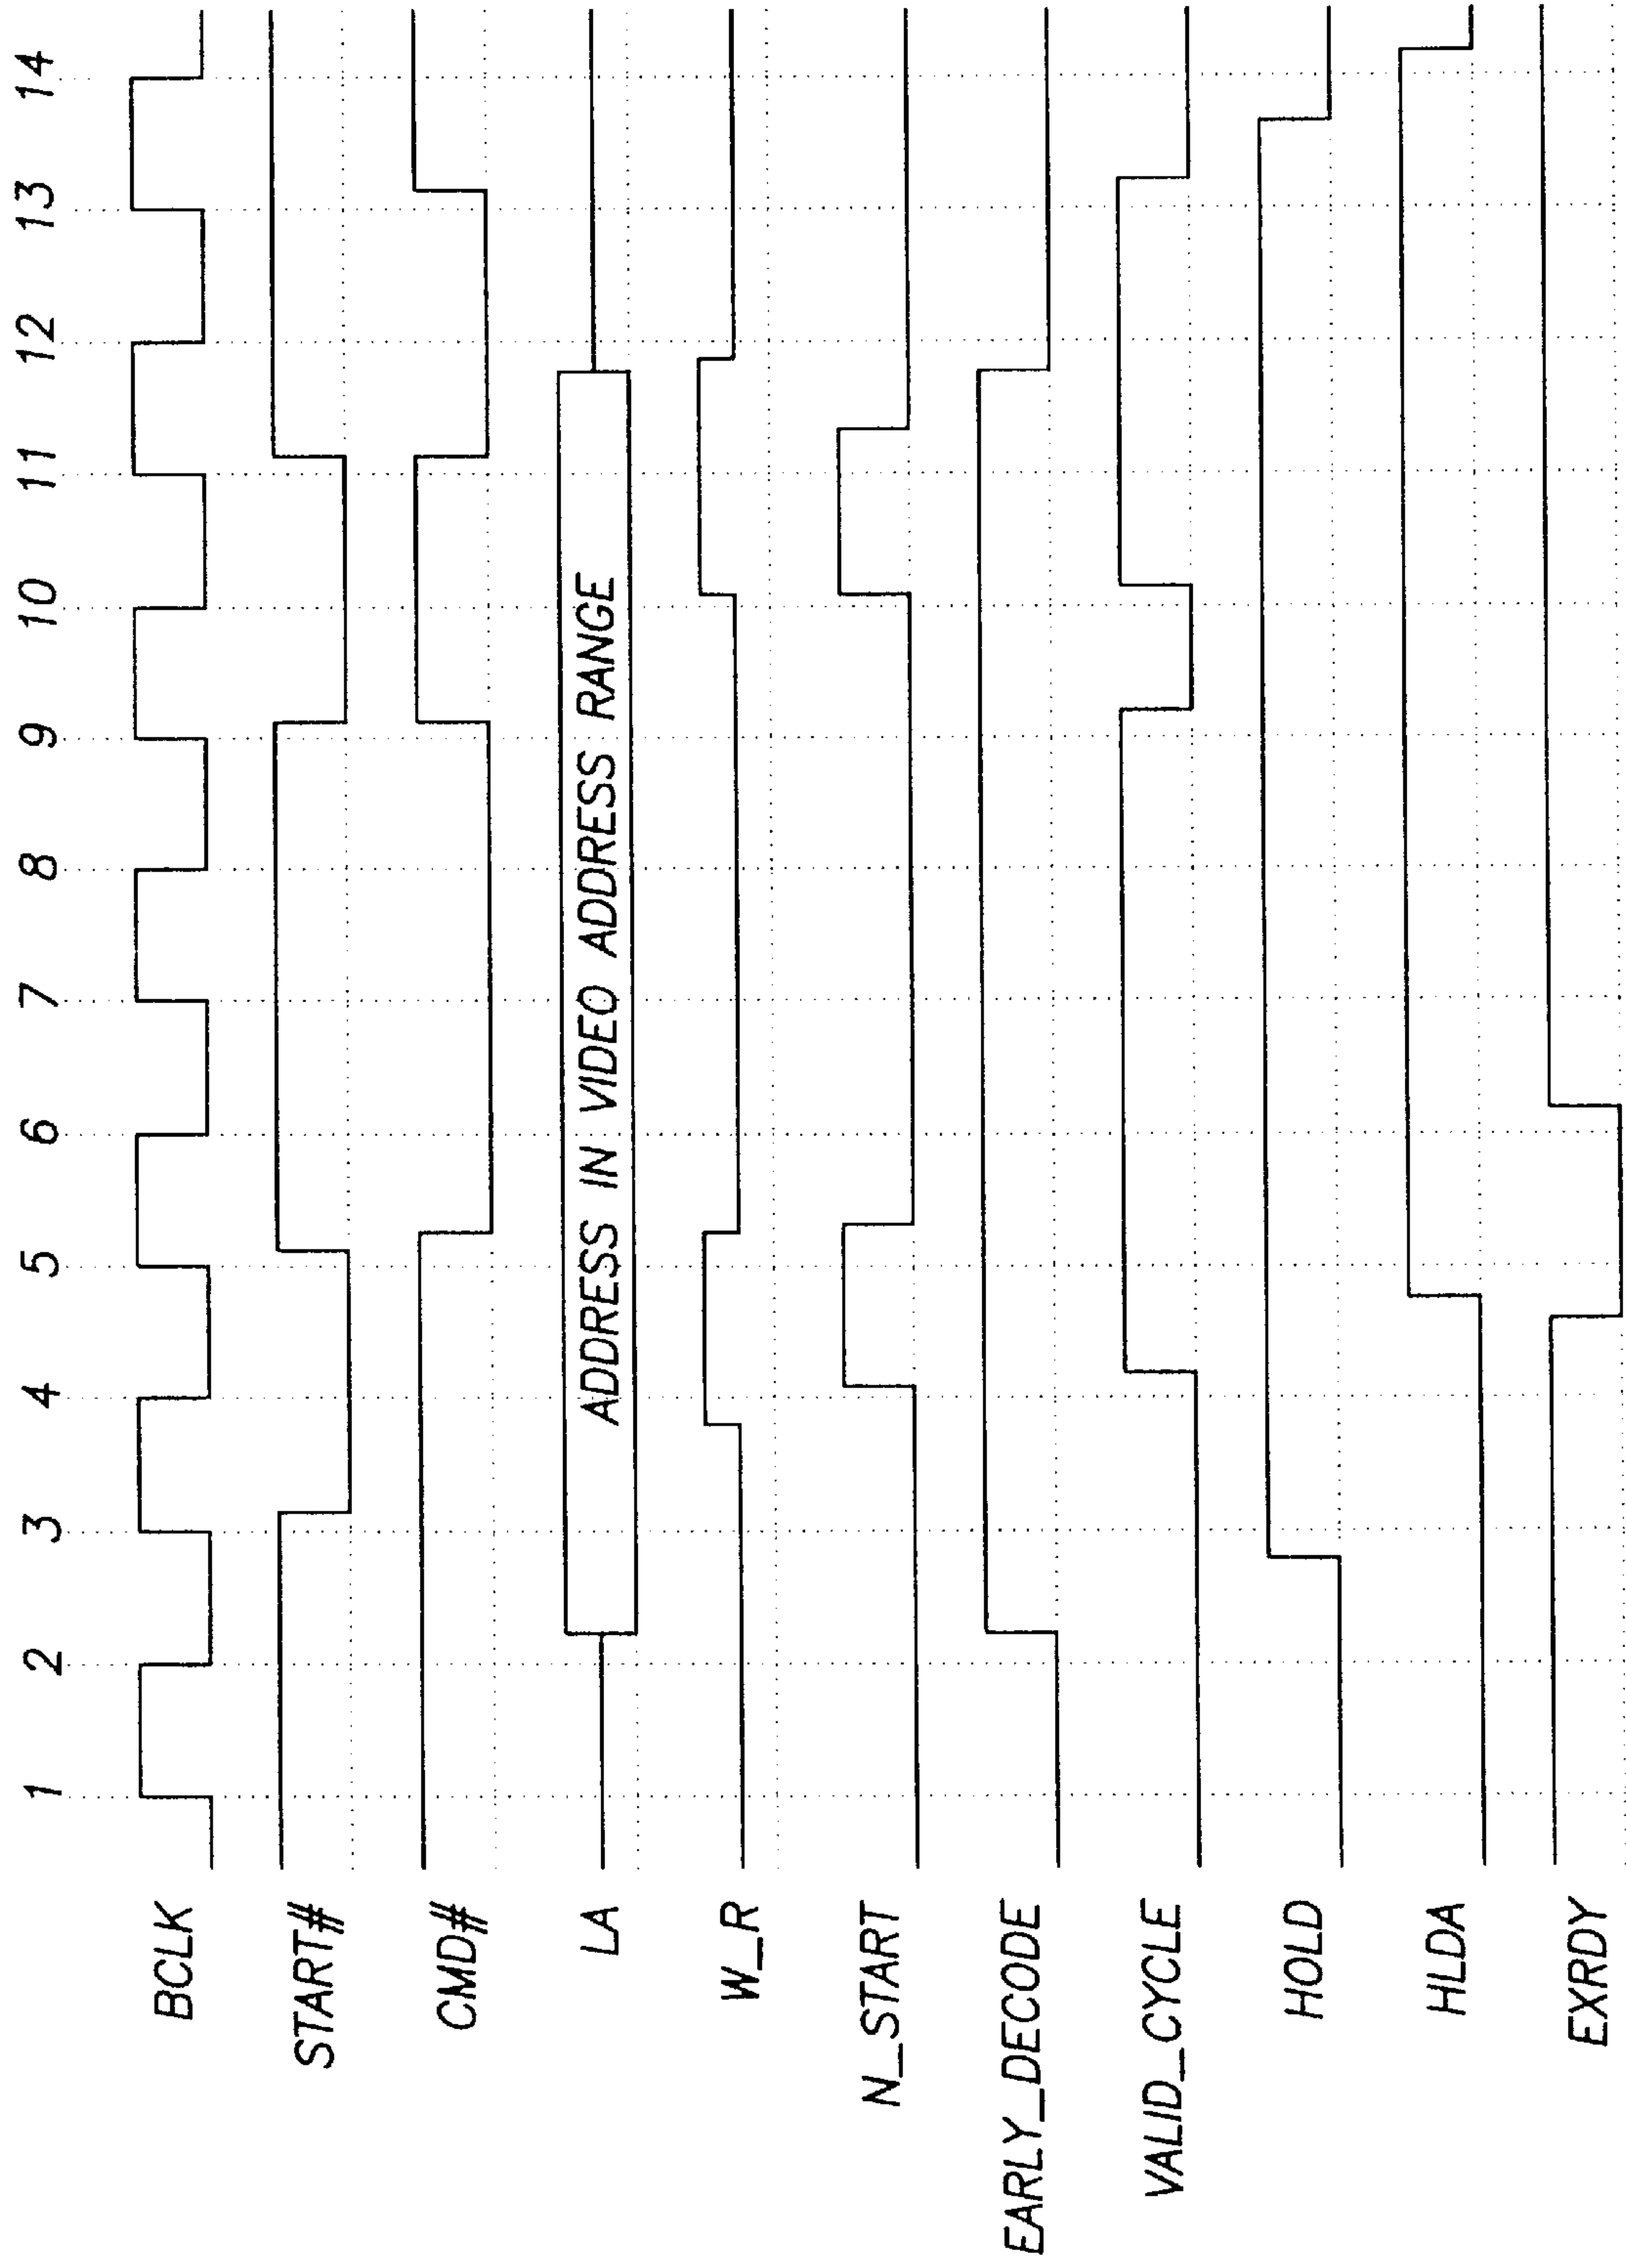 1 2 3 4 5 6 7 8 9 10 11 12 13 14
BCLK
START#
CMD#
LA
ADDRESS IN VIDEO ADDRESS RANGE
W_R
N_START
EARLY_DECODE
VALID_CYCLE
HOLD
HLDA
EXRDY